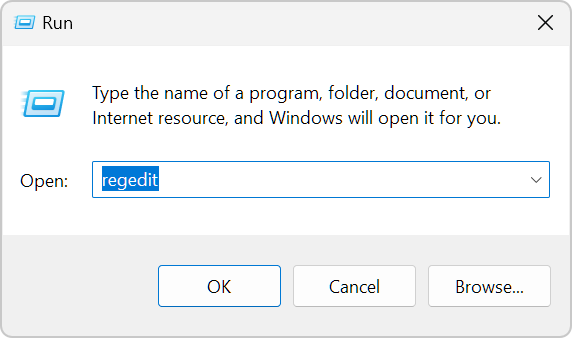 Run
Type the name of a program, folder, document, or
Internet resource, and Windows will open it for you.
Open: regedit
OK Cancel Browse...